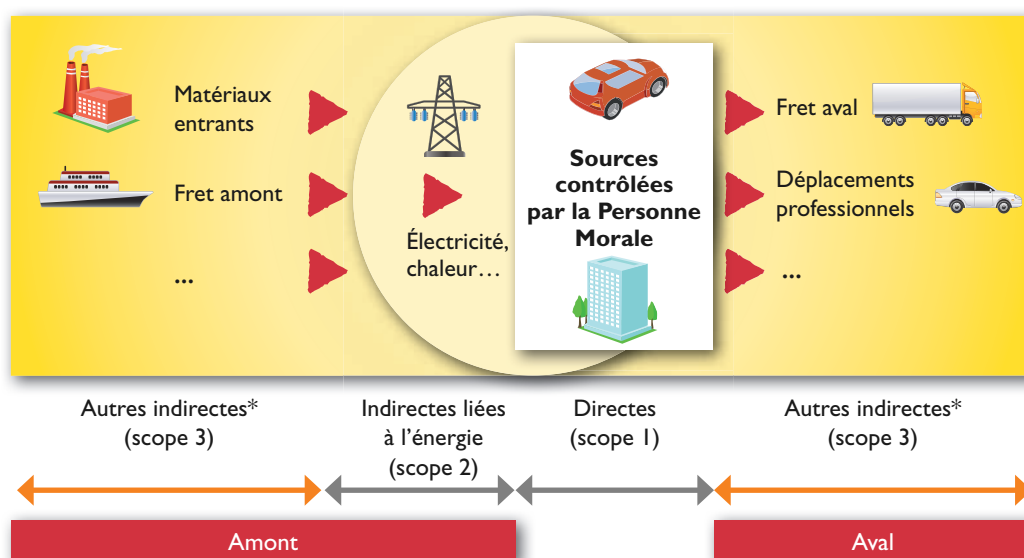 Matériaux
entrants
Fret amont
...
Électricité,
chaleur…
Sources
contrôlées
par la Personne
Morale
Fret aval
Déplacements
professionnels
...
Autres indirectes*
(scope 3)
Indirectes liées
à l’énergie
(scope 2)
Directes
(scope 1)
Autres indirectes*
(scope 3)
Amont
Aval